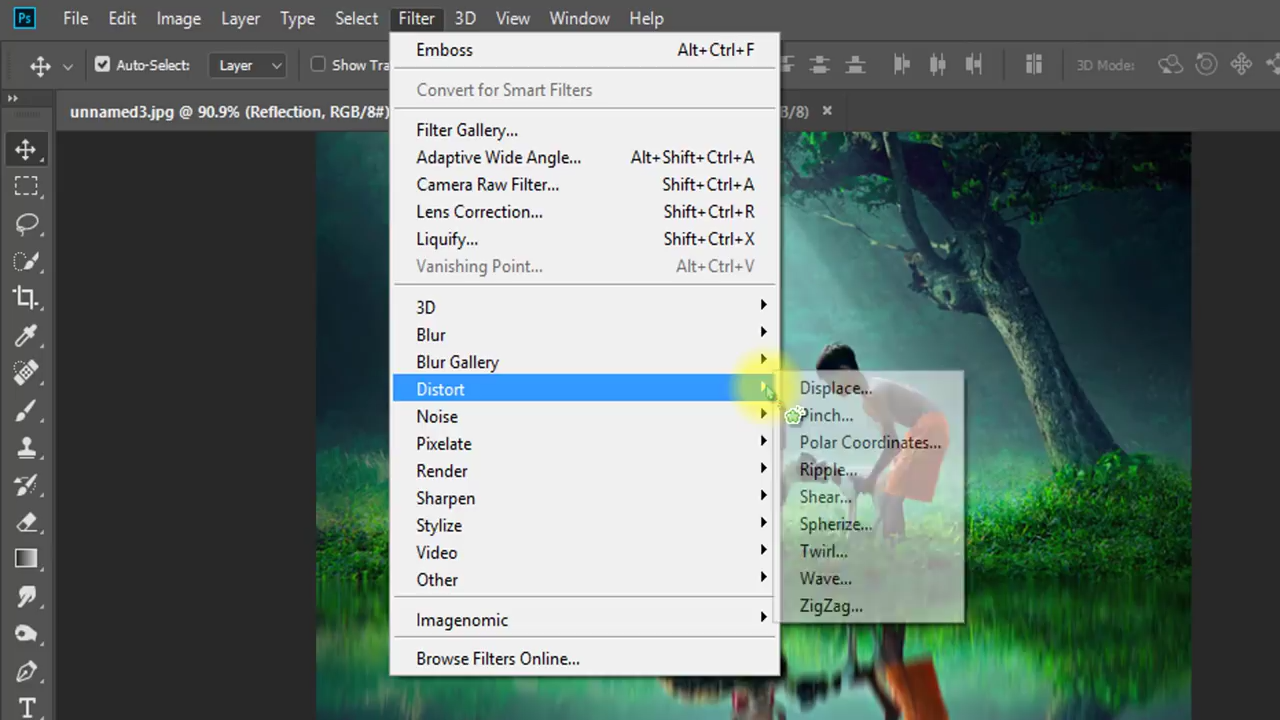 Ps File Edit Image Layer Type Select Filter 3D View Window Help
Auto-Select: Layer Show Tra 3D Mode:
unnamed3.jpg @ 90.9% (Reflection, RGB/8#) 3/8) ×
Emboss Alt+Ctrl+F
Convert for Smart Filters
Filter Gallery...
Adaptive Wide Angle... Alt+Shift+Ctrl+A
Camera Raw Filter... Shift+Ctrl+A
Lens Correction... Shift+Ctrl+R
Liquify... Shift+Ctrl+X
Vanishing Point... Alt+Ctrl+V
3D
Blur
Blur Gallery
Distort
Noise
Pixelate
Render
Sharpen
Stylize
Video
Other
Imagenomic
Browse Filters Online...
Displace...
Pinch...
Polar Coordinates...
Ripple...
Shear...
Spherize...
Twirl...
Wave...
ZigZag...
T